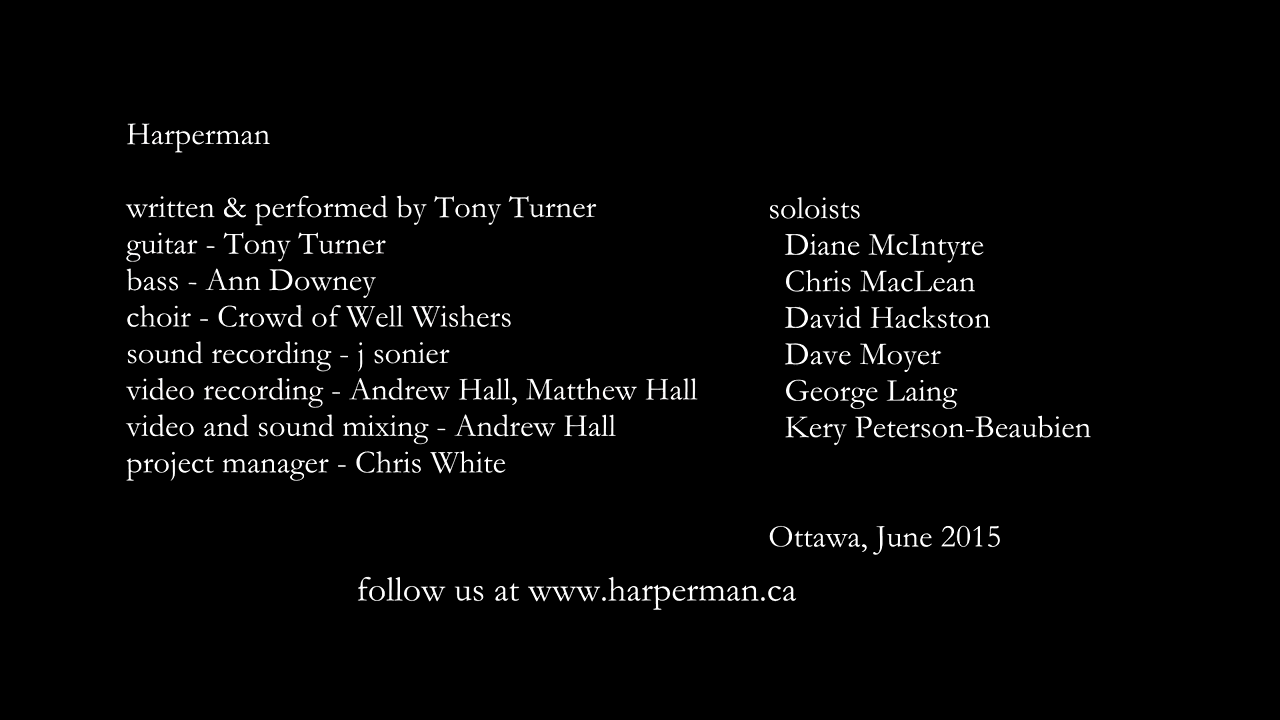 Harperman
written & performed by Tony Turner
guitar - Tony Turner
bass - Ann Downey
choir - Crowd of Well Wishers
sound recording - j sonier
video recording - Andrew Hall, Matthew Hall
video and sound mixing - Andrew Hall
project manager - Chris White
soloists
Diane McIntyre
Chris MacLean
David Hackston
Dave Moyer
George Laing
Kery Peterson-Beaubien
Ottawa, June 2015
follow us at www.harperman.ca